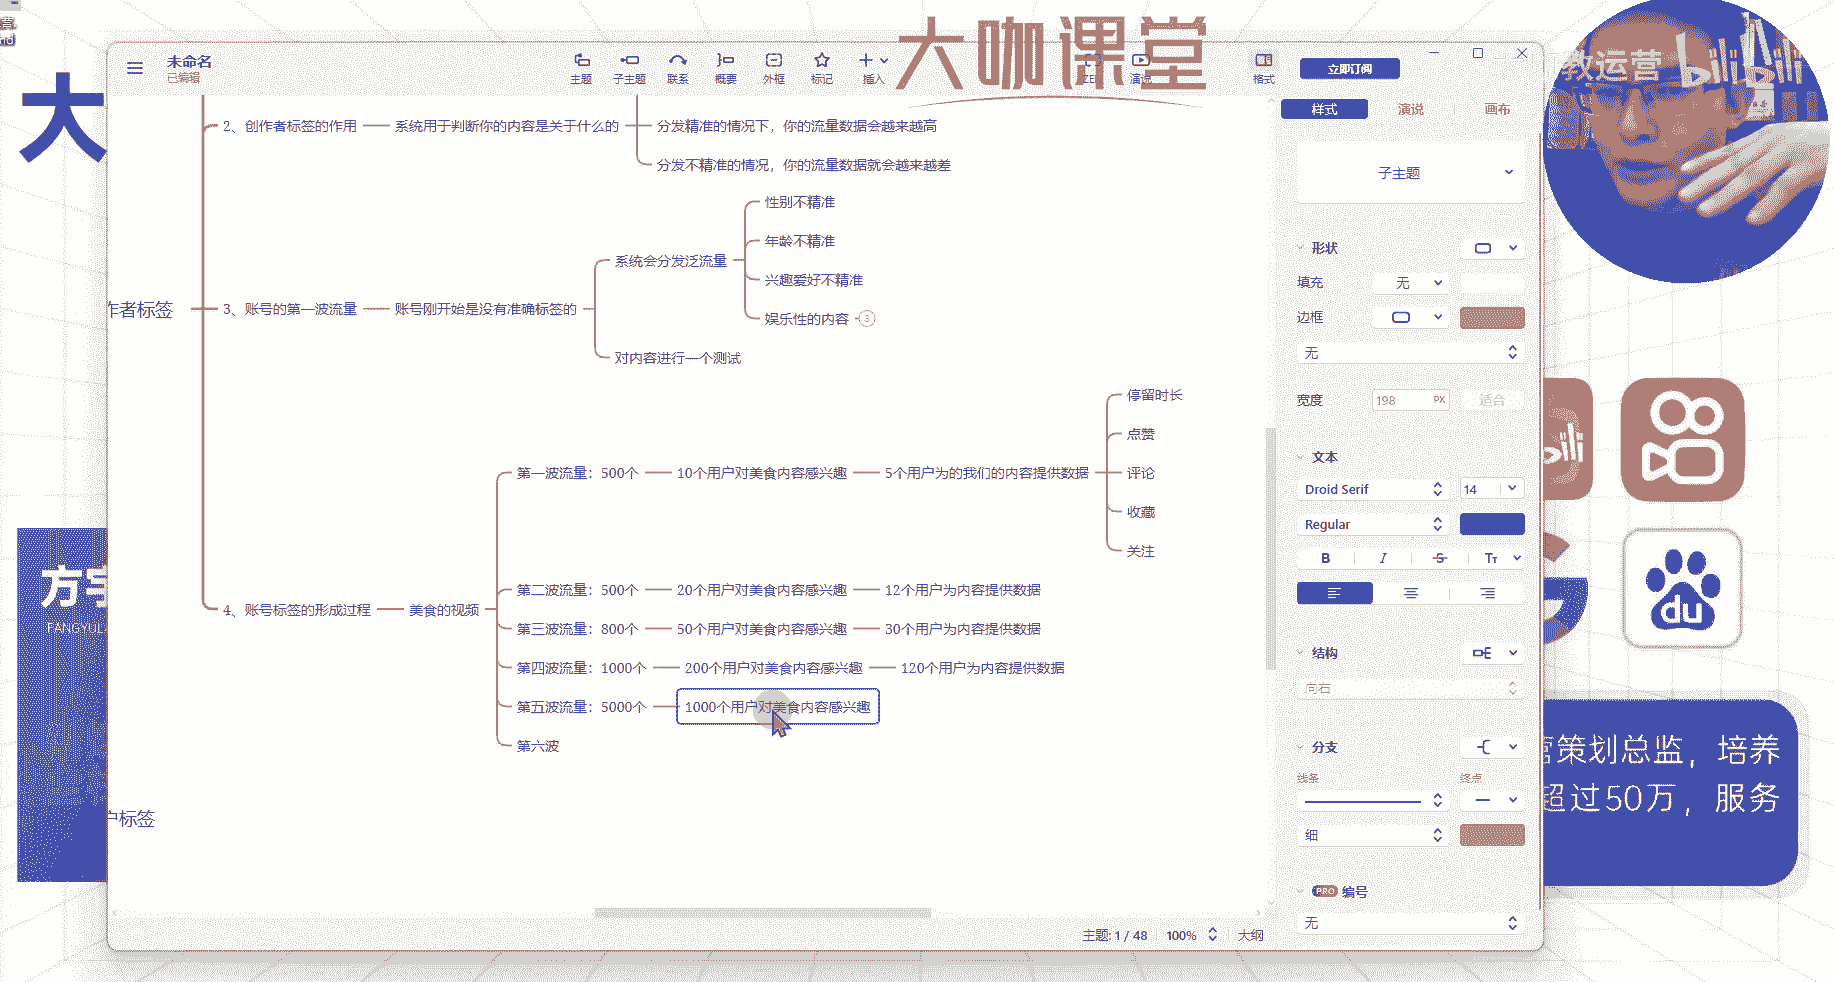 大咖课堂
未命名
已编辑
主题
子主题
联系
概要
外框
标记
插入
ZEN
演说
格式
立即订阅
教运营
bilibili
大
样式
演说
画布
2、创作者标签的作用
系统用于判断你的内容是关于什么的
分发精准的情况下，你的流量数据会越来越高
分发不精准的情况，你的流量数据就会越来越差
作者标签
3、账号的第一波流量
账号刚开始是没有准确标签的
系统会分发泛流量
性别不精准
年龄不精准
兴趣爱好不精准
娱乐性的内容
3
对内容进行一个测试
4、账号标签的形成过程
美食的视频
第一波流量：500个
10个用户对美食内容感兴趣
5个用户为的我们的内容提供数据
停留时长
点赞
评论
收藏
关注
第二波流量：500个
20个用户对美食内容感兴趣
12个用户为内容提供数据
第三波流量：800个
50个用户对美食内容感兴趣
30个用户为内容提供数据
第四波流量：1000个
200个用户对美食内容感兴趣
120个用户为内容提供数据
第五波流量：5000个
1000个用户对美食内容感兴趣
第六波
户标签
子主题
形状
填充
无
边框
无
宽度
198
PX
适合
文本
Droid Serif
14
Regular
B
I
S
TT
结构
向右
分支
线条
终点
细
PRO
编号
无
主题: 1 / 48
100%
大纲
方宇
FANGYULA
du
营策划总监，培养
超过50万，服务